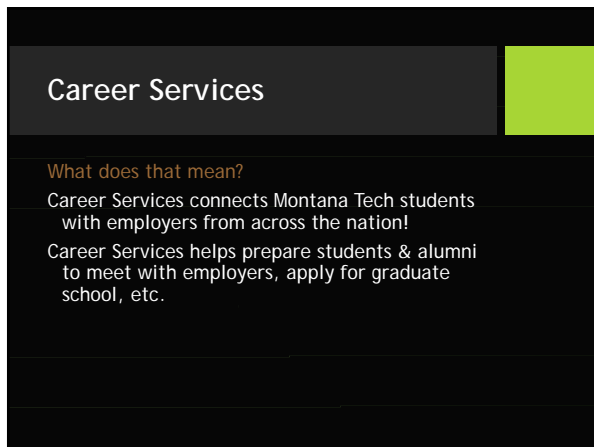 Career Services
What does that mean?
Career Services connects Montana Tech students
with employers from across the nation!
Career Services helps prepare students & alumni
to meet with employers, apply for graduate
school, etc.